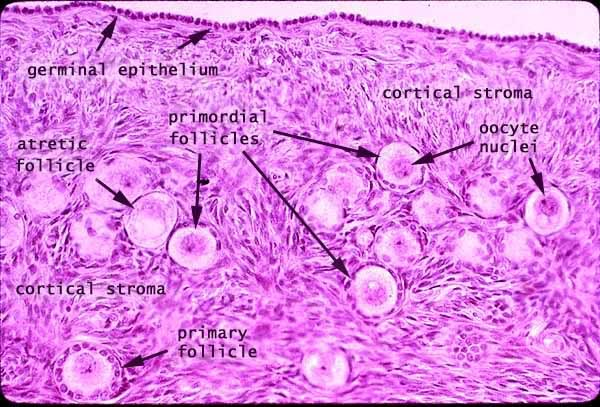 germinal epithelium
cortical stroma
primordial
follicles
oocyte
nuclei
atretic
follicle
cortical stroma
primary
follicle